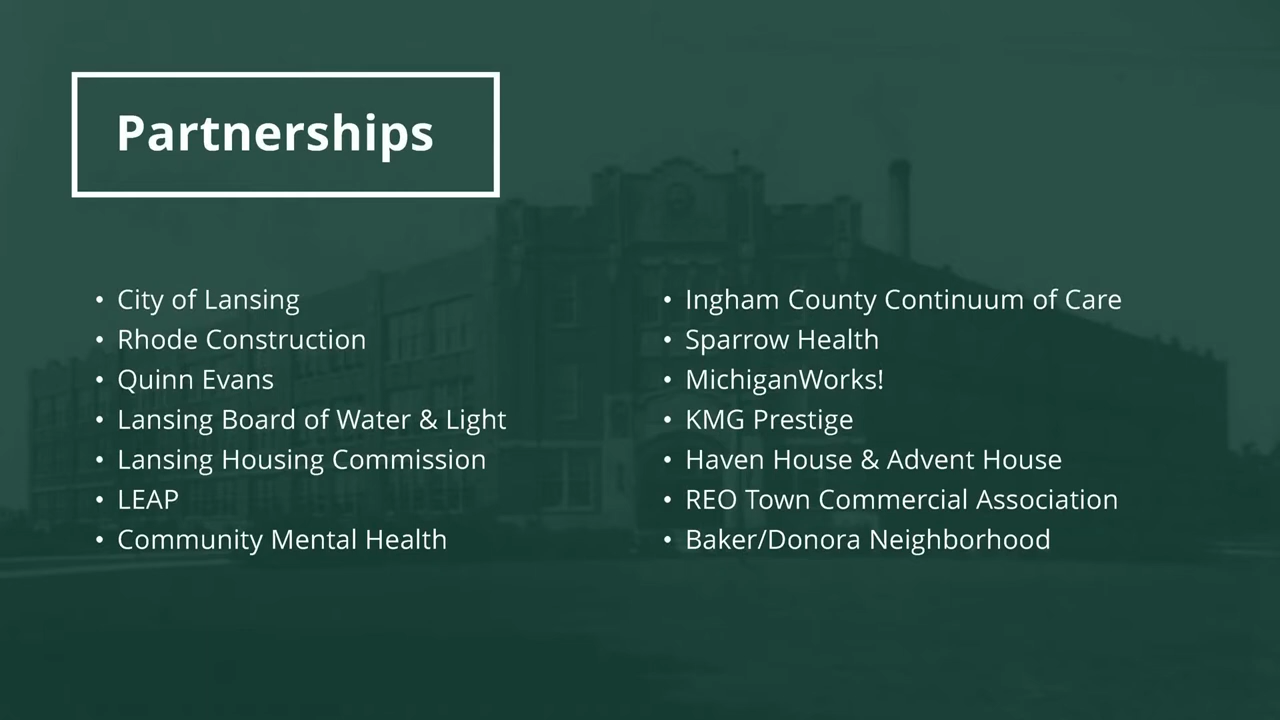 Partnerships
• City of Lansing
• Rhode Construction
• Quinn Evans
• Lansing Board of Water & Light
• Lansing Housing Commission
• LEAP
• Community Mental Health
• Ingham County Continuum of Care
• Sparrow Health
• MichiganWorks!
• KMG Prestige
• Haven House & Advent House
• REO Town Commercial Association
• Baker/Donora Neighborhood